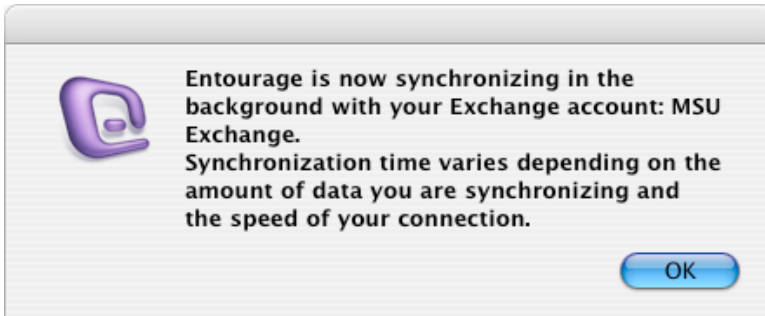 Entourage is now synchronizing in the
background with your Exchange account: MSU
Exchange.
Synchronization time varies depending on the
amount of data you are synchronizing and
the speed of your connection.
OK